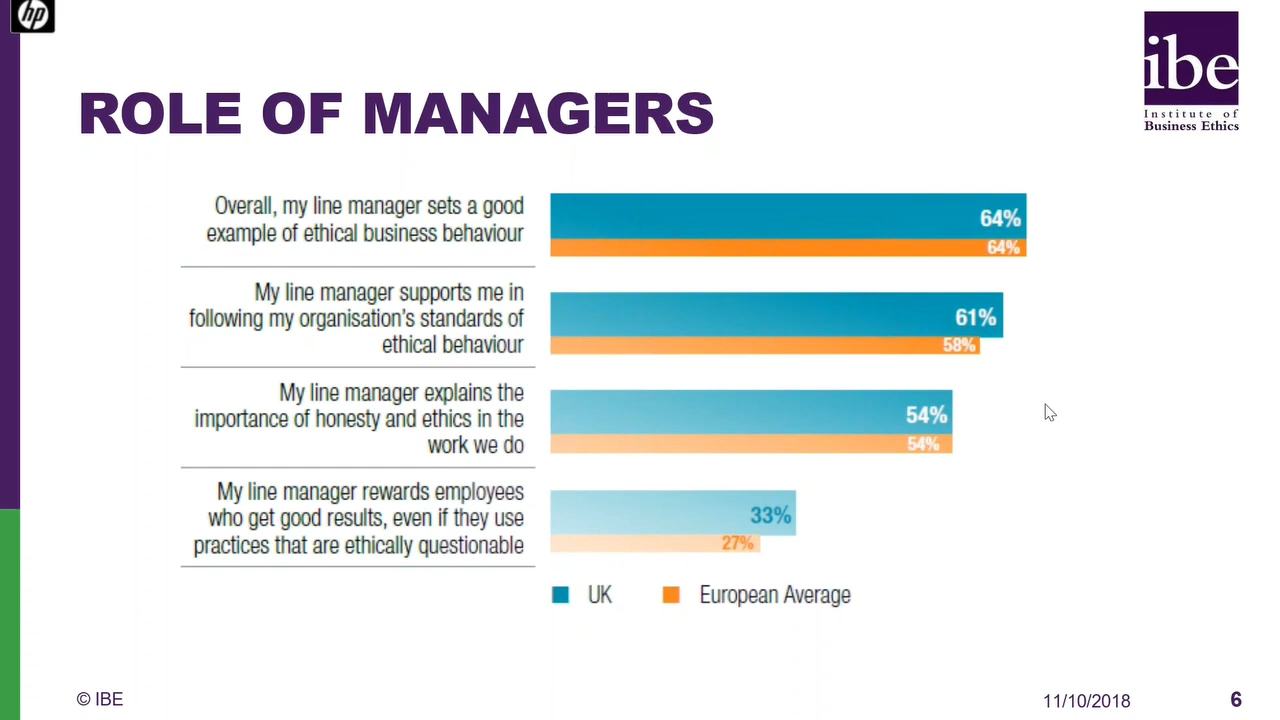 hp
ibe
Institute of
Business Ethics
ROLE OF MANAGERS
Overall, my line manager sets a good
example of ethical business behaviour
64%
64%
My line manager supports me in
following my organisation's standards of
ethical behaviour
61%
58%
My line manager explains the
importance of honesty and ethics in the
work we do
54%
54%
My line manager rewards employees
who get good results, even if they use
practices that are ethically questionable
33%
27%
UK European Average
© IBE 11/10/2018 6